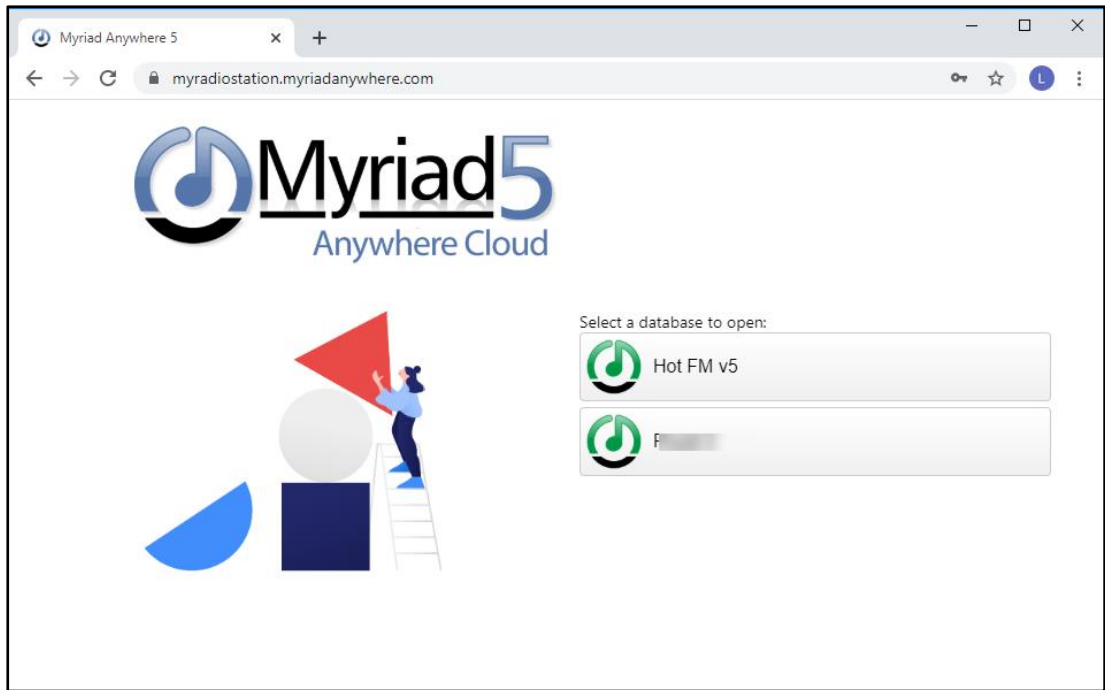 Myriad Anywhere 5
myradiostation.myriadanywhere.com
L
Myriad5
Anywhere Cloud
Select a database to open:
Hot FM v5